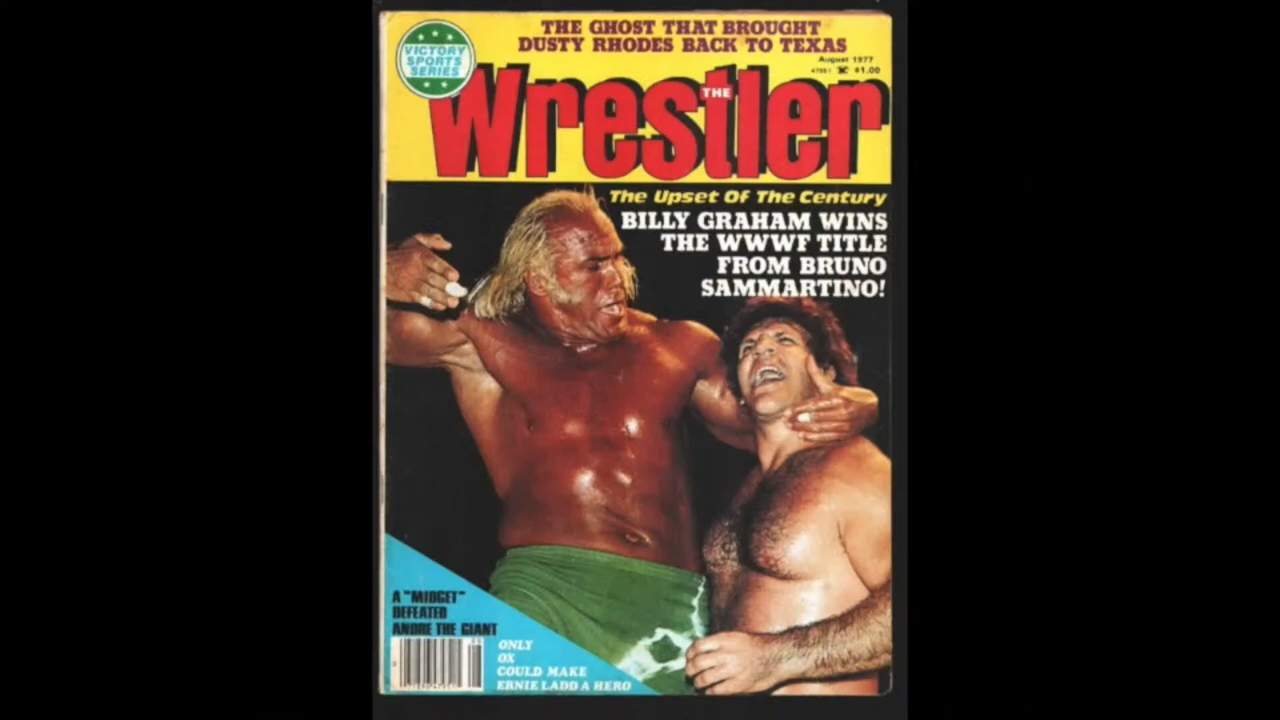 THE GHOST THAT BROUGHT
DUSTY RHODES BACK TO TEXAS
VICTORY
SPORTS
SERIES
August 1977
$1.00
THE
Wrestler
The Upset Of The Century
BILLY GRAHAM WINS
THE WWWF TITLE
FROM BRUNO
SAMMARTINO!
A "MIDGET"
DEFEATED
ANDRE THE GIANT
ONLY
OX
COULD MAKE
ERNIE LADD A HERO